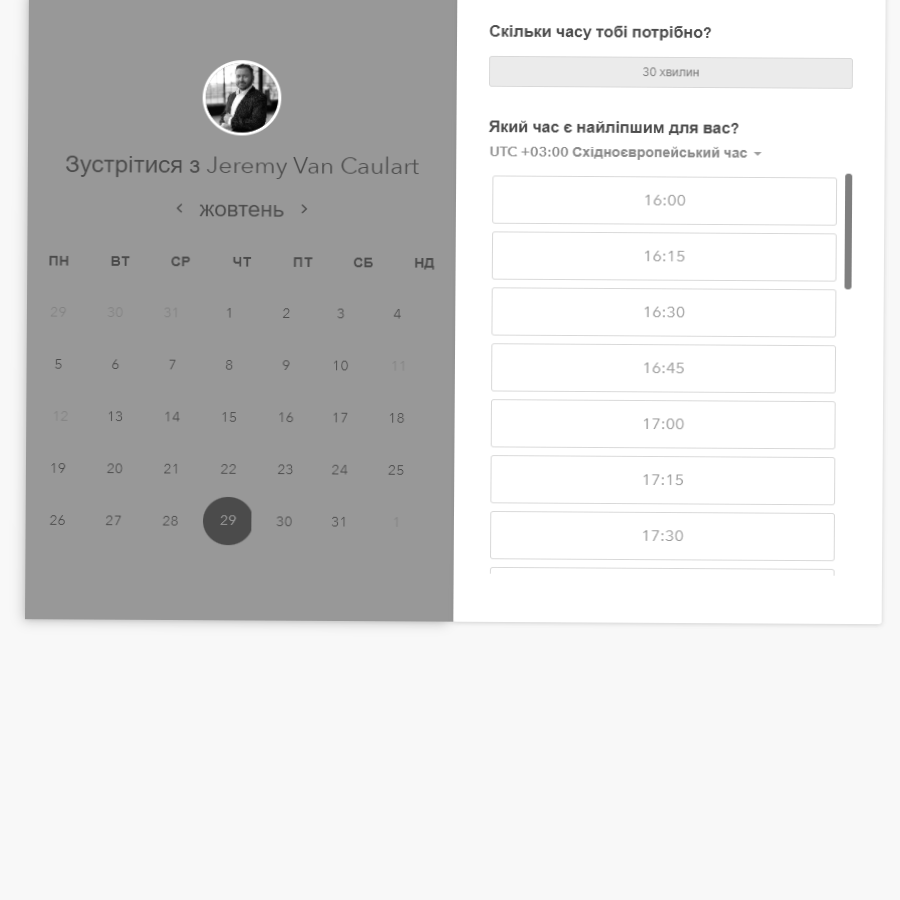 Зустрітися з Jeremy Van Caulart
жовтень
ПН ВТ СР ЧТ ПТ СБ НД
29 30 31 1 2 3 4
5 6 7 8 9 10 11
12 13 14 15 16 17 18
19 20 21 22 23 24 25
26 27 28 29 30 31 1
Скільки часу тобі потрібно?
30 хвилин
Який час є найліпшим для вас?
UTC +03:00 Східноєвропейський час
16:00
16:15
16:30
16:45
17:00
17:15
17:30